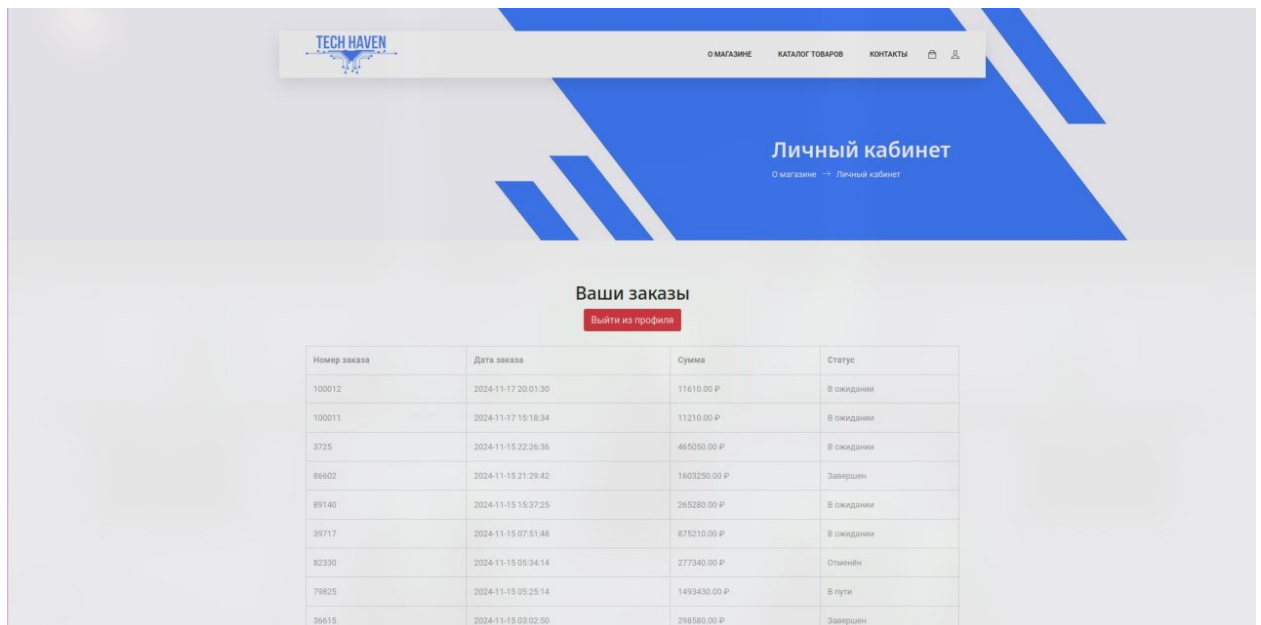 TECH HAVEN
О МАГАЗИНЕ КАТАЛОГ ТОВАРОВ КОНТАКТЫ
Личный кабинет
О магазине → Личный кабинет
Ваши заказы
Выйти из профиля
Номер заказа Дата заказа Сумма Статус
100012 2024-11-17 20:01:30 11610.00 ₽ В ожидании
100011 2024-11-17 15:18:34 11210.00 ₽ В ожидании
3725 2024-11-15 22:26:36 465050.00 ₽ В ожидании
86602 2024-11-15 21:29:42 1603250.00 ₽ Завершен
89140 2024-11-15 15:37:25 265280.00 ₽ В ожидании
39717 2024-11-15 07:51:48 875210.00 ₽ В ожидании
82330 2024-11-15 05:34:14 277340.00 ₽ Отменён
79825 2024-11-15 05:25:14 1493430.00 ₽ В пути
36615 2024-11-15 03:02:50 298580.00 ₽ Завершен